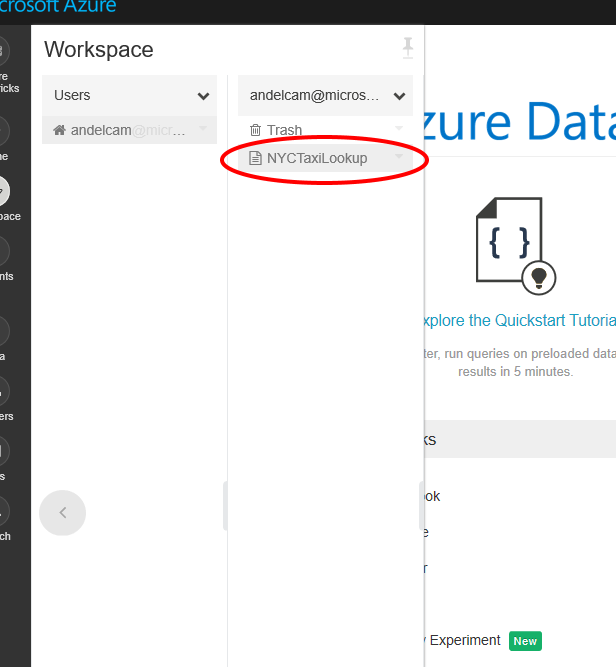 crosoft Azure
Workspace
Users
andelcam@micr...
andelcam@micros...
Trash
NYCTaxiLookup
re
ricks
me
pace
nts
a
ers
s
ch
zure Data
{ }
xplore the Quickstart Tutoria
ter, run queries on preloaded data
results in 5 minutes.
ks
ook
e
r
y Experiment New